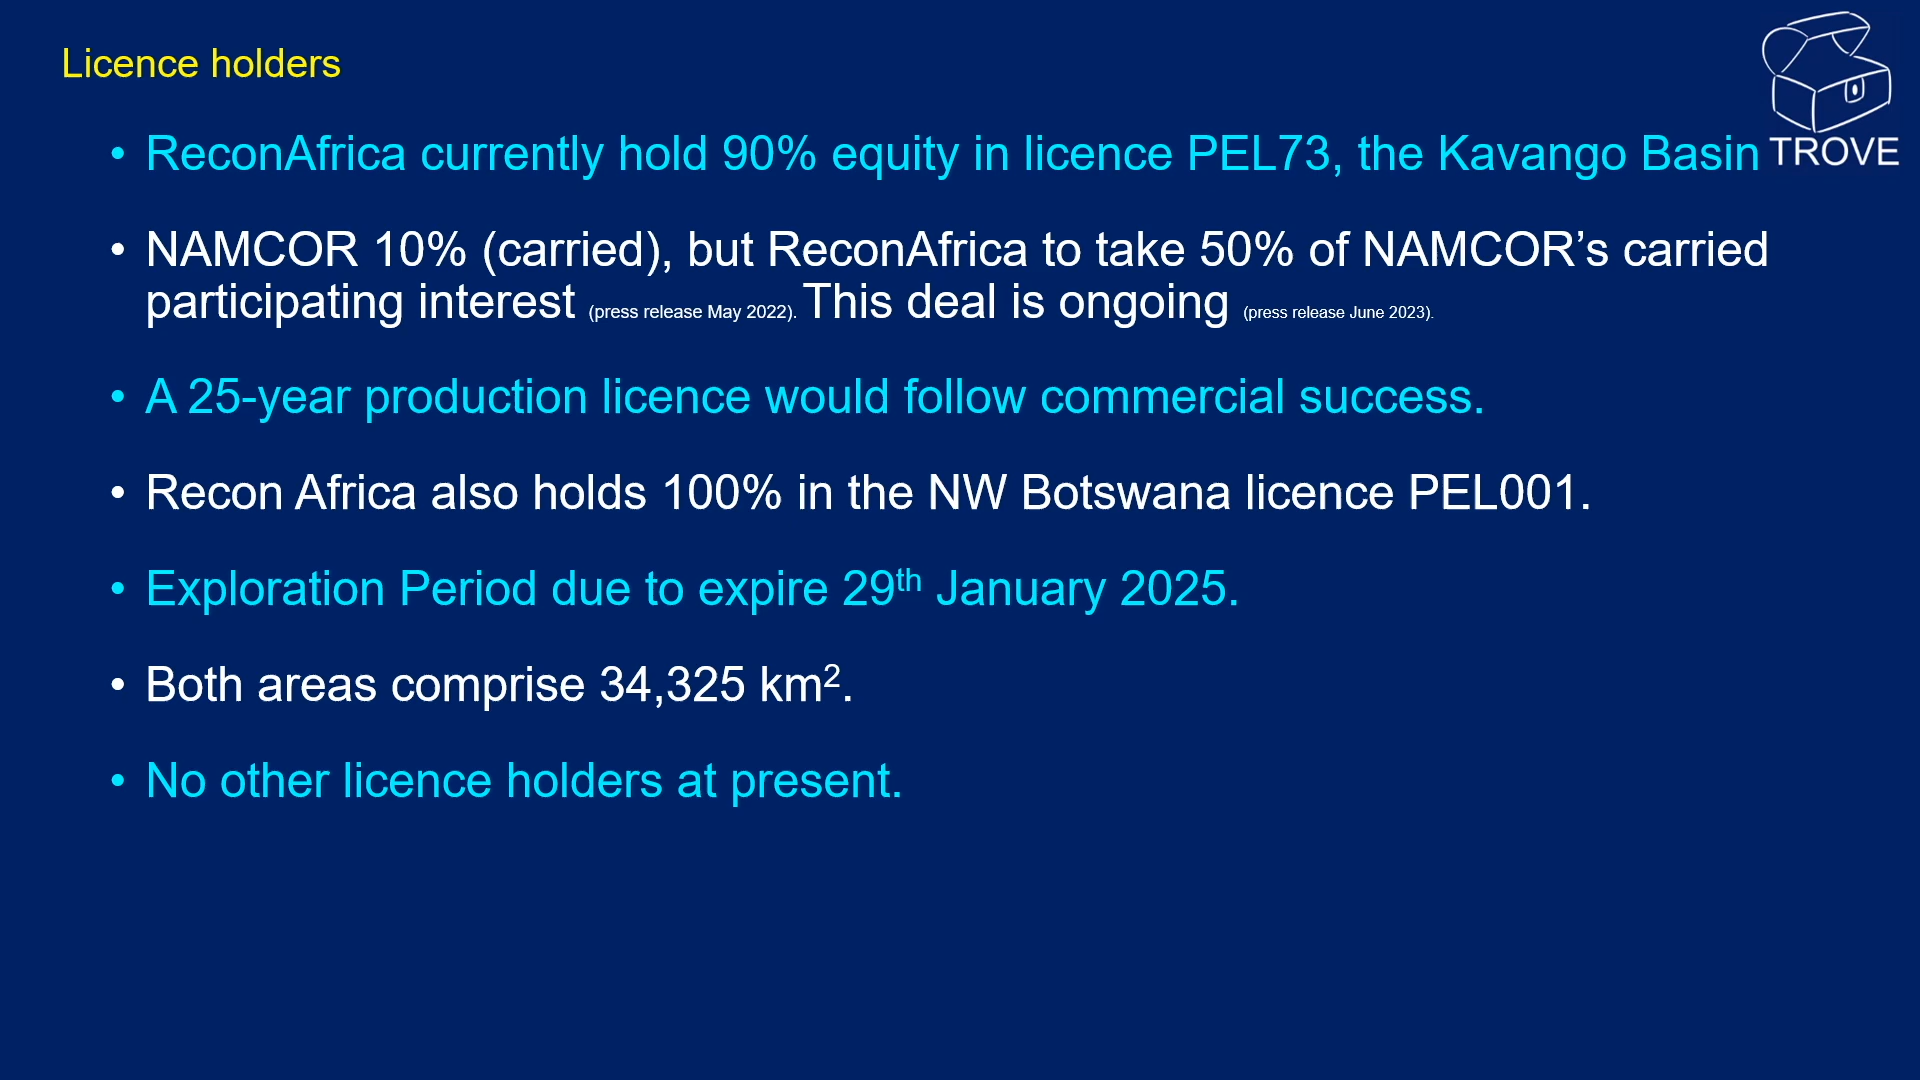 Licence holders
TROVE
• ReconAfrica currently hold 90% equity in licence PEL73, the Kavango Basin
• NAMCOR 10% (carried), but ReconAfrica to take 50% of NAMCOR’s carried
participating interest (press release May 2022). This deal is ongoing (press release June 2023).
• A 25-year production licence would follow commercial success.
• Recon Africa also holds 100% in the NW Botswana licence PEL001.
• Exploration Period due to expire 29th January 2025.
• Both areas comprise 34,325 km².
• No other licence holders at present.